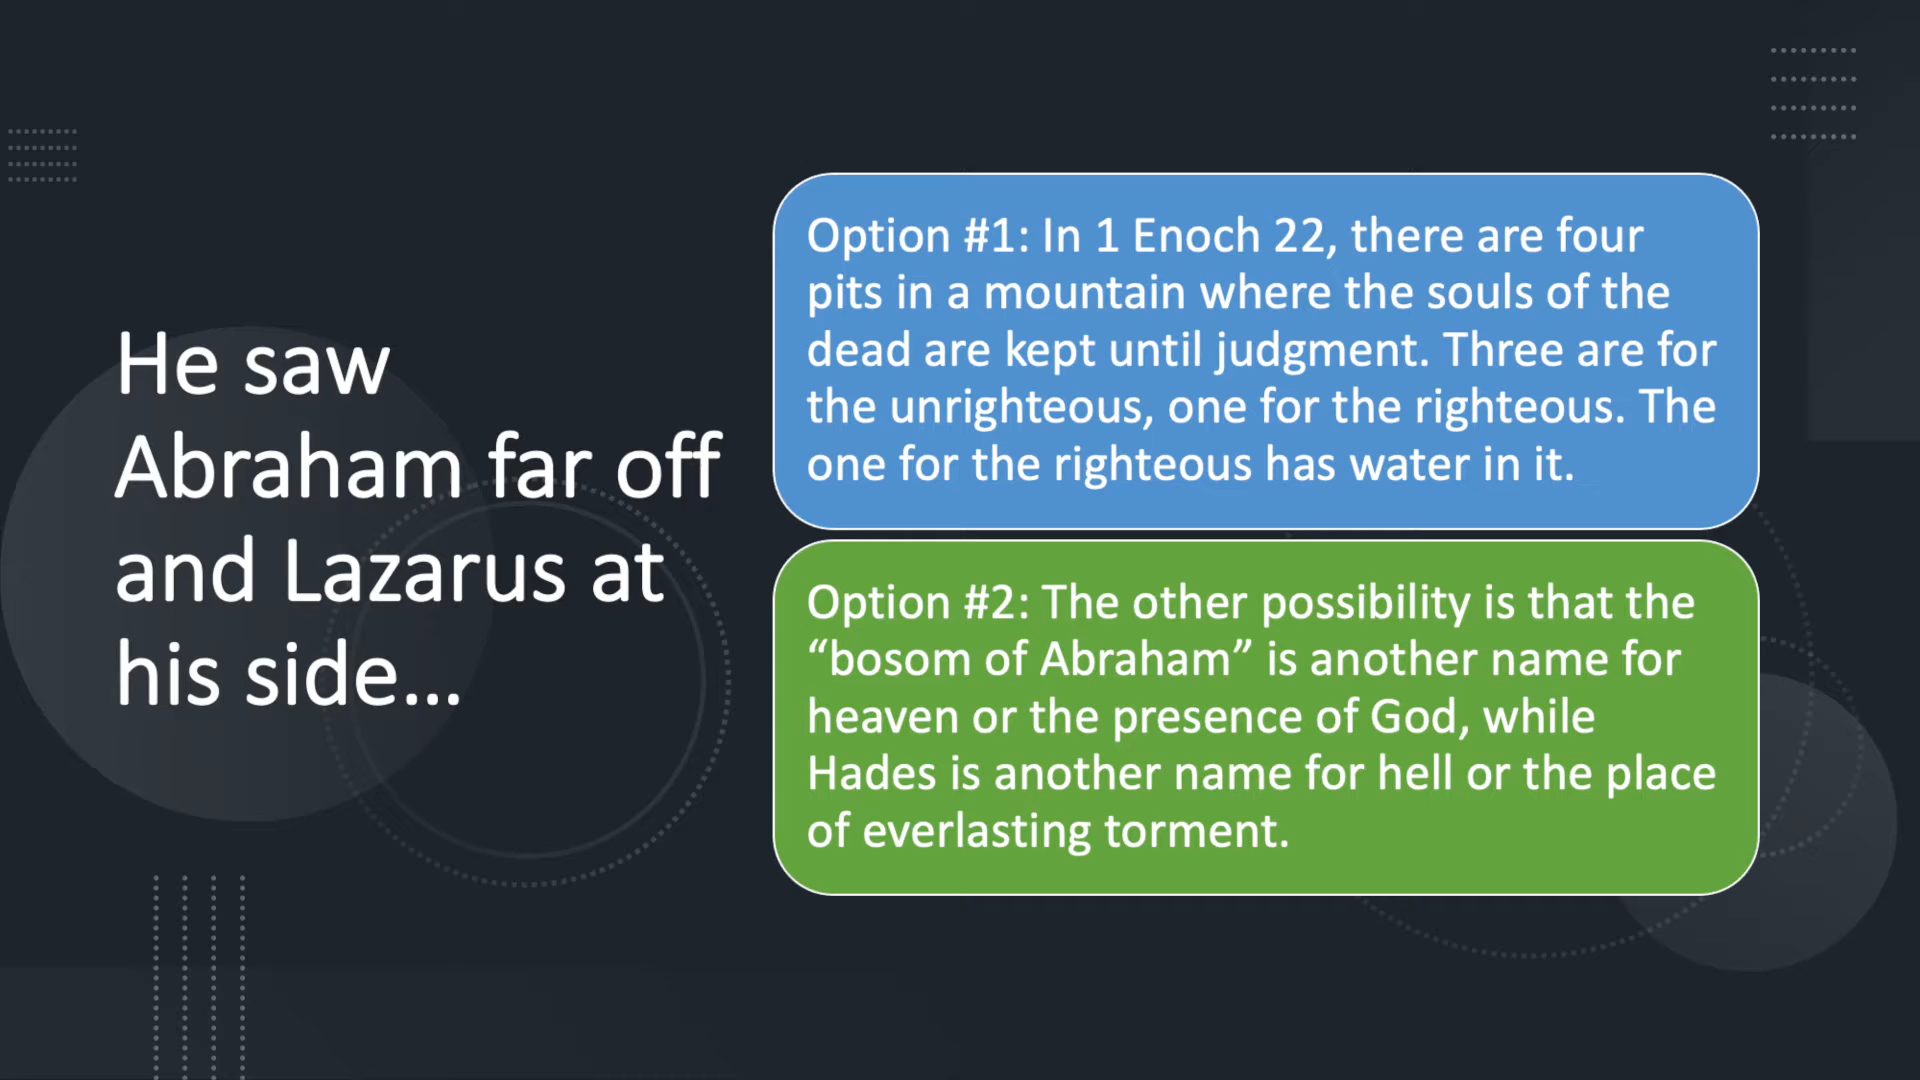 He saw
Abraham far off
and Lazarus at
his side...
Option #1: In 1 Enoch 22, there are four
pits in a mountain where the souls of the
dead are kept until judgment. Three are for
the unrighteous, one for the righteous. The
one for the righteous has water in it.
Option #2: The other possibility is that the
“bosom of Abraham” is another name for
heaven or the presence of God, while
Hades is another name for hell or the place
of everlasting torment.